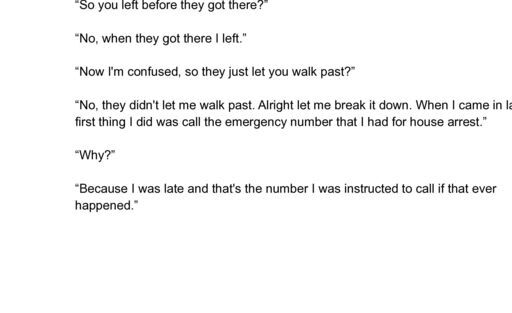 “So you left before they got there?”
“No, when they got there I left.”
“Now I'm confused, so they just let you walk past?”
“No, they didn't let me walk past. Alright let me break it down. When I came in
first thing I did was call the emergency number that I had for house arrest.”
“Why?”
“Because I was late and that's the number I was instructed to call if that ever
happened.”